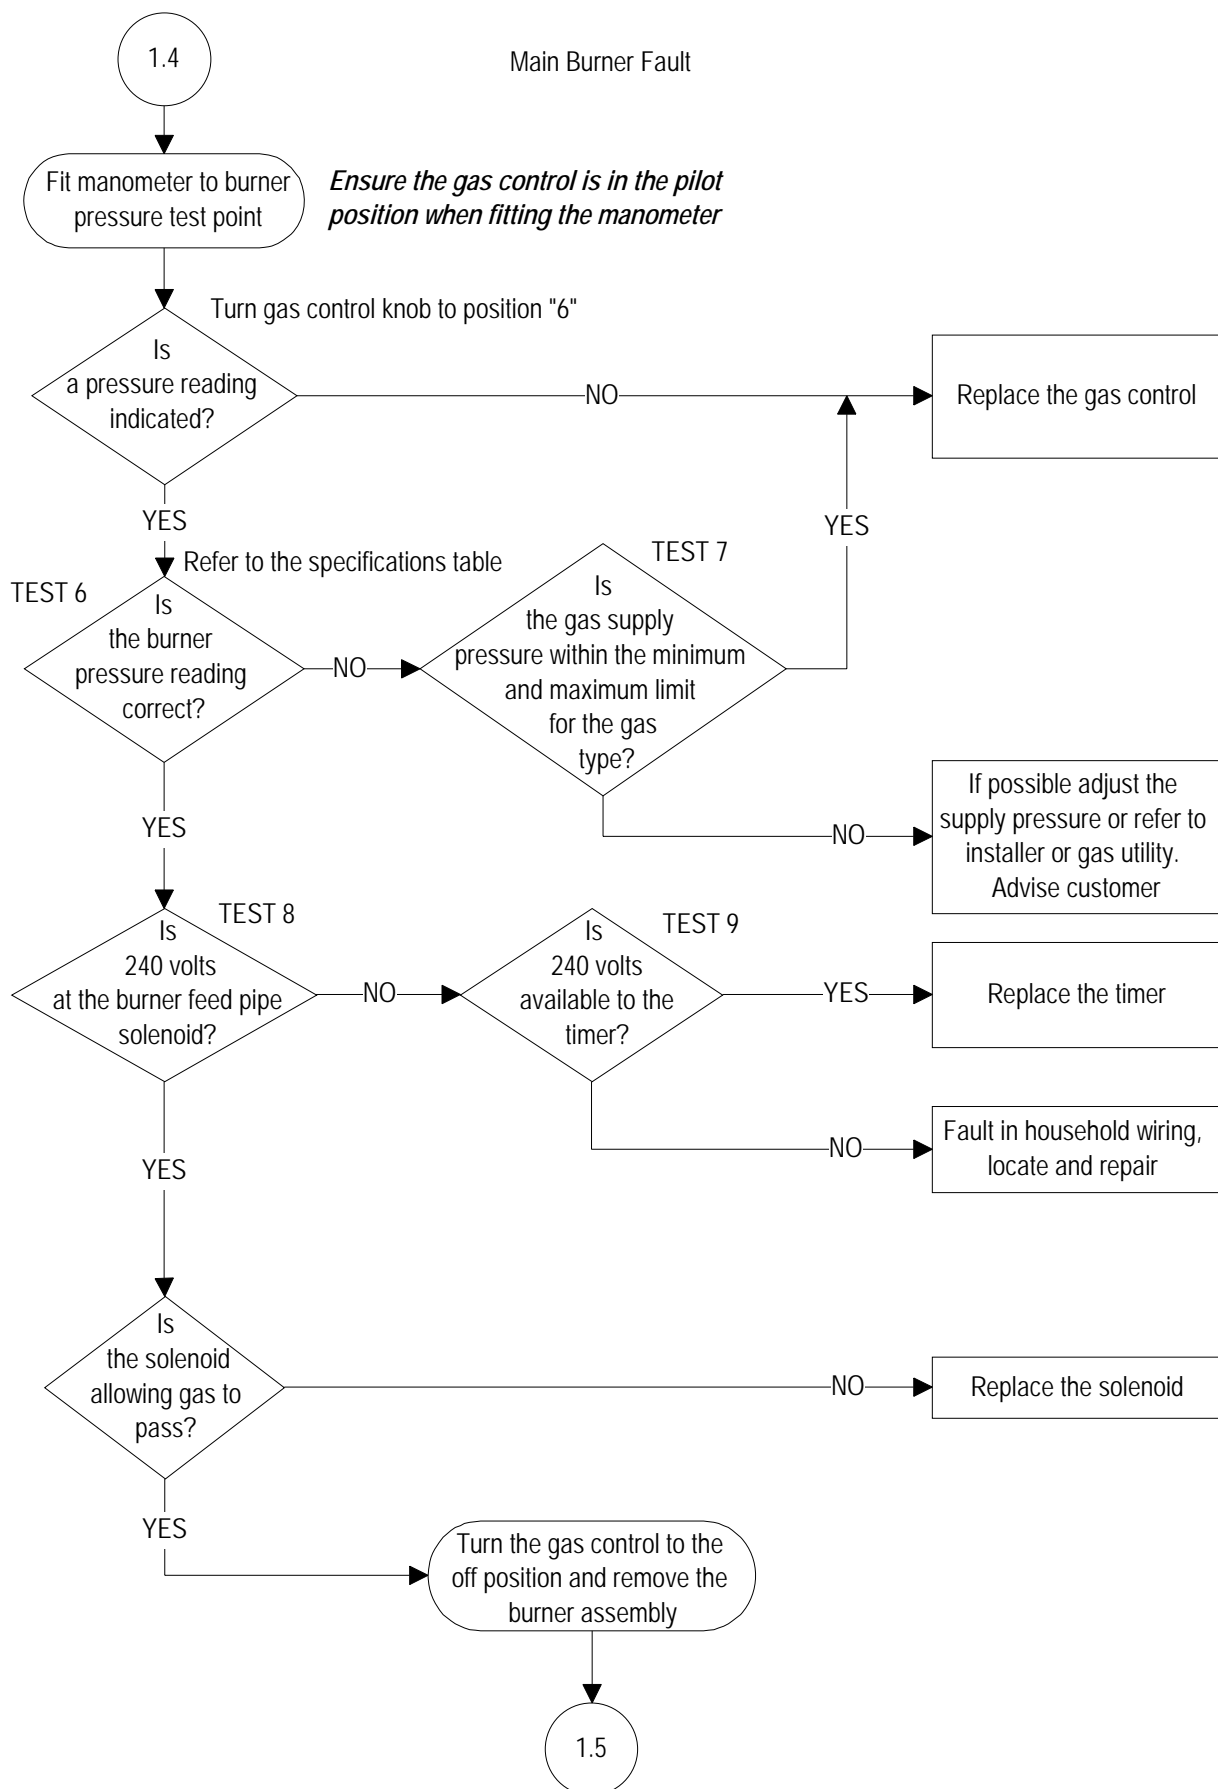 1.4
Main Burner Fault
Fit manometer to burner
pressure test point
Ensure the gas control is in the pilot
position when fitting the manometer
Turn gas control knob to position "6"
Is
a pressure reading
indicated?
NO
Replace the gas control
YES
YES
Refer to the specifications table
TEST 6
Is
the burner
pressure reading
correct?
NO
TEST 7
Is
the gas supply
pressure within the minimum
and maximum limit
for the gas
type?
NO
If possible adjust the
supply pressure or refer to
installer or gas utility.
Advise customer
YES
TEST 8
Is
240 volts
at the burner feed pipe
solenoid?
NO
TEST 9
Is
240 volts
available to the
timer?
YES
Replace the timer
NO
Fault in household wiring,
locate and repair
YES
Is
the solenoid
allowing gas to
pass?
NO
Replace the solenoid
YES
Turn the gas control to the
off position and remove the
burner assembly
1.5